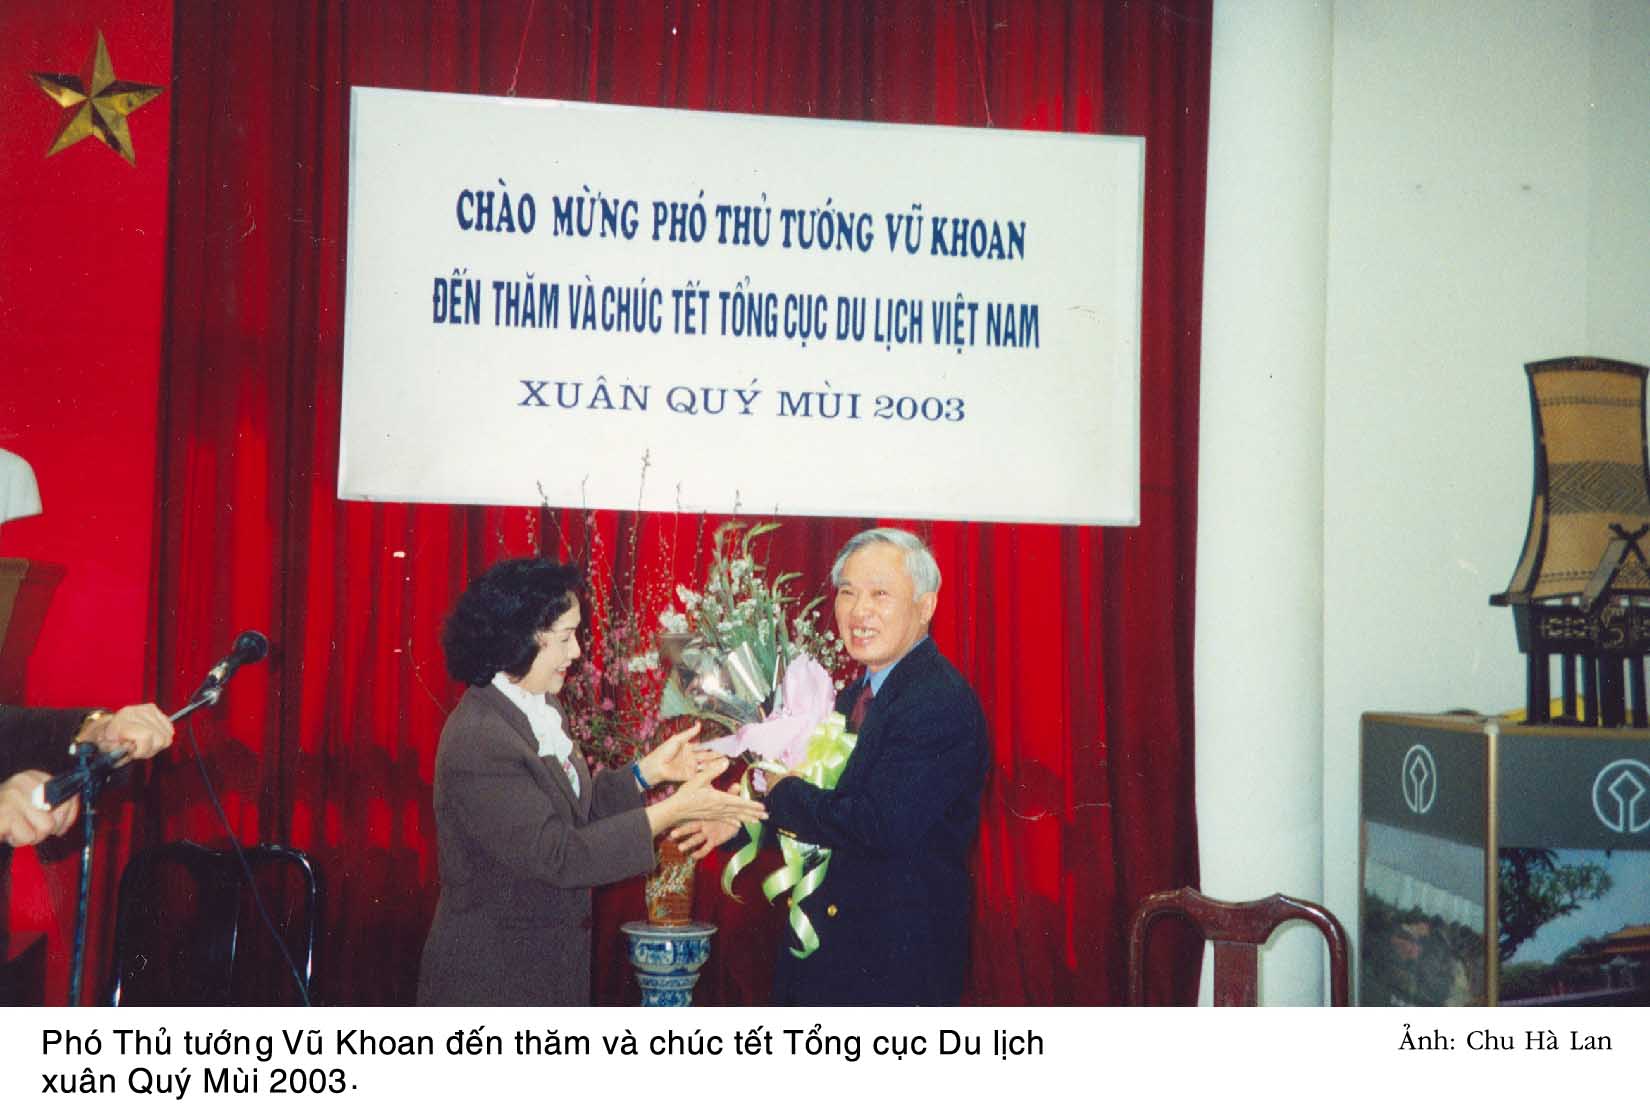 CHÀO MỪNG PHÓ THỦ TƯỚNG VŨ KHOAN
ĐẾN THĂM VÀ CHÚC TẾT TỔNG CỤC DU LỊCH VIỆT NAM
XUÂN QUÝ MÙI 2003
Phó Thủ tướng Vũ Khoan đến thăm và chúc tết Tổng cục Du lịch
xuân Quý Mùi 2003.
Ảnh: Chu Hà Lan